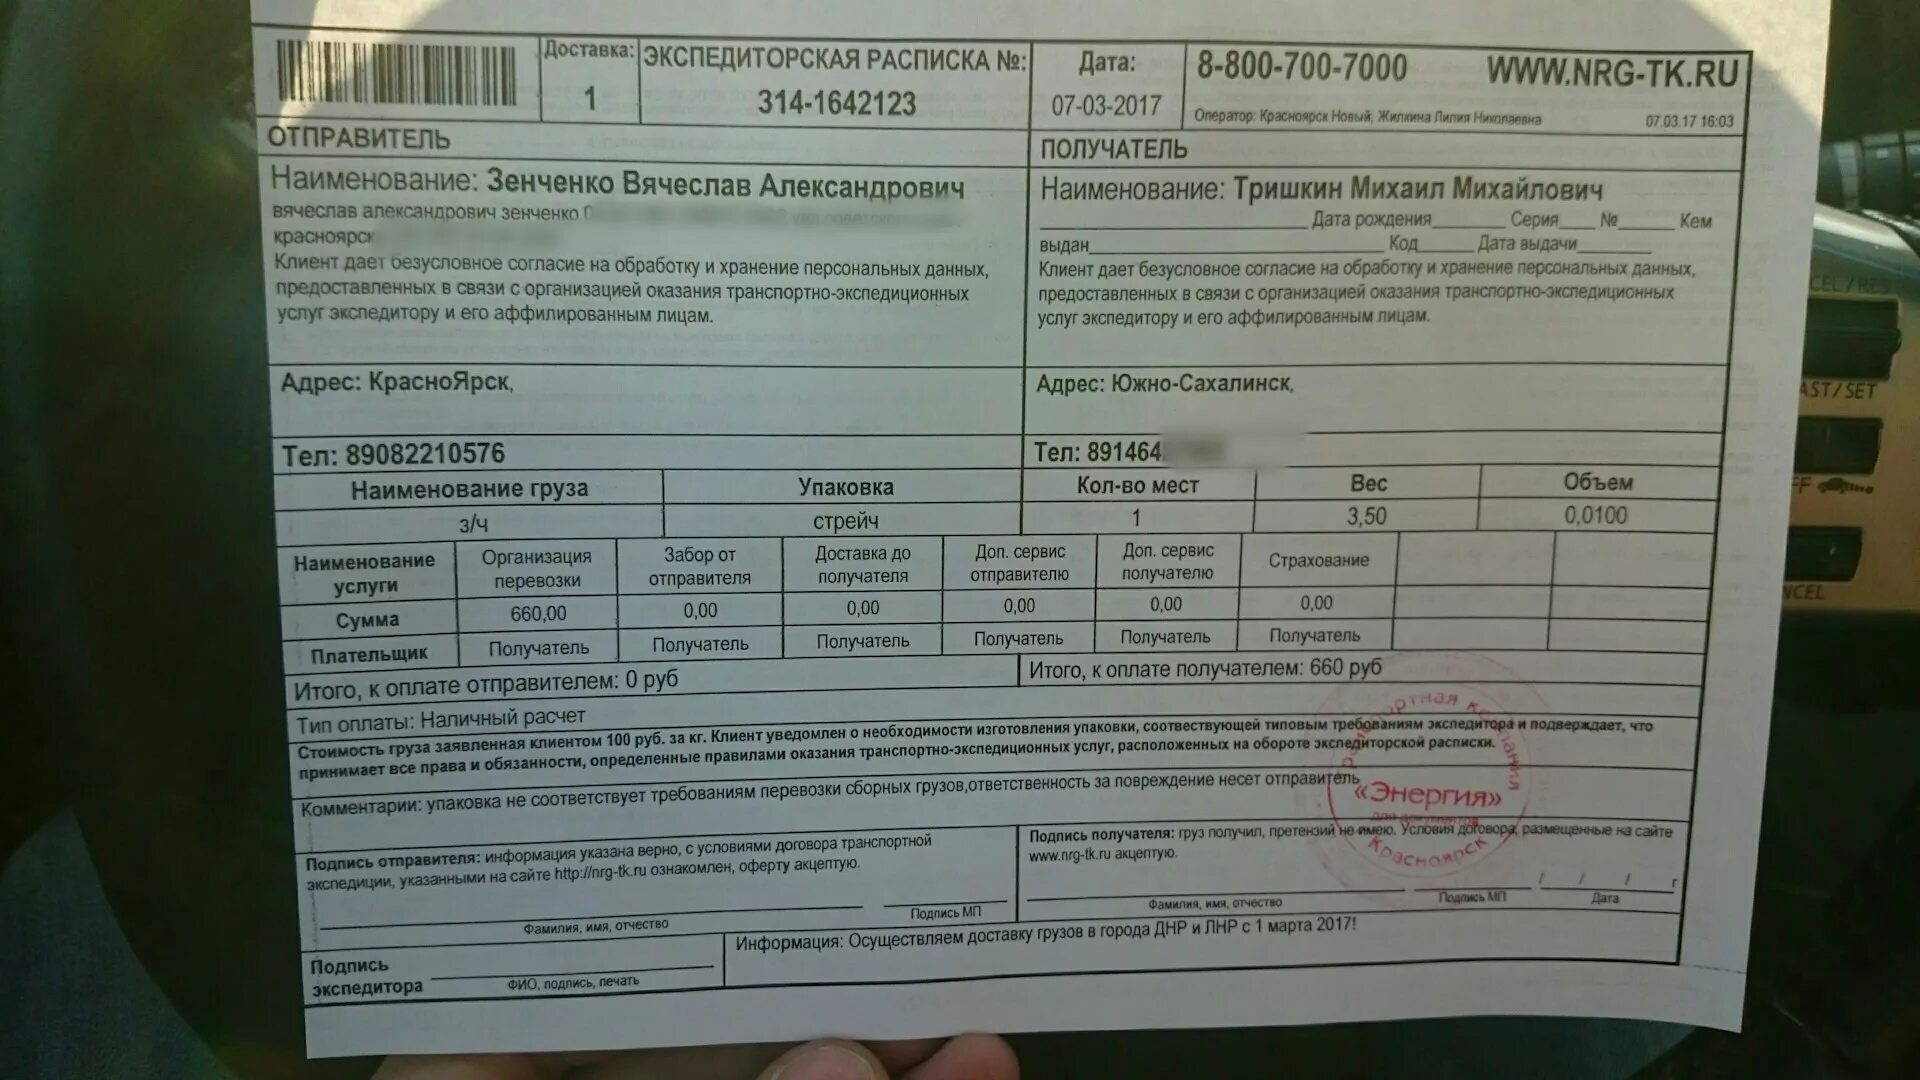 Доставка:
1
ЭКСПЕДИТОРСКАЯ РАСПИСКА №:
314-1642123
Дата:
07-03-2017
8-800-700-7000
WWW.NRG-TK.RU
Оператор: Красноярск Новый, Жилкина Лилия Николаевна
07.03.17 16:03
ОТПРАВИТЕЛЬ
Наименование: Зенченко Вячеслав Александрович
вячеслав александрович зенченко
красноярск
Клиент дает безусловное согласие на обработку и хранение персональных данных,
предоставленных в связи с организацией оказания транспортно-экспедиционных
услуг экспедитору и его аффилированным лицам.
ПОЛУЧАТЕЛЬ
Наименование: Тришкин Михаил Михайлович
Дата рождения Серия № Кем
выдан Код Дата выдачи
Клиент дает безусловное согласие на обработку и хранение персональных данных,
предоставленных в связи с организацией оказания транспортно-экспедиционных
услуг экспедитору и его аффилированным лицам.
Адрес: КрасноЯрск,
Адрес: Южно-Сахалинск,
Тел: 89082210576
Тел: 891464
Наименование груза Упаковка Кол-во мест Вес Объем
з/ч стрейч 1 3,50 0,0100
Наименование услуги
Организация перевозки
Забор от отправителя
Доставка до получателя
Доп. сервис отправителю
Доп. сервис получателю
Страхование
Сумма 660,00 0,00 0,00 0,00 0,00 0,00
Плательщик Получатель Получатель Получатель Получатель Получатель Получатель
Итого, к оплате отправителем: 0 руб
Итого, к оплате получателем: 660 руб
Тип оплаты: Наличный расчет
Стоимость груза заявленная клиентом 100 руб. за кг. Клиент уведомлен о необходимости изготовления упаковки, соотвествующей типовым требованиям экспедитора и подверждает, что
принимает все права и обязанности, определенные правилами оказания транспортно-экспедиционных услуг, расположенных на обороте экспедиторской расписки.
Комментарии: упаковка не соответствует требованиям перевозки сборных грузов,ответственность за повреждение несет отправитель
Транспортная компания
«Энергия»
для документов
Красноярск
Подпись отправителя: информация указана верно, с условиями договора транспортной
экспедиции, указанными на сайте http://nrg-tk.ru ознакомлен, оферту акцептую.
Фамилия, имя, отчество Подпись МП
Подпись получателя: груз получил, претензий не имею. Условия договора, размещенные на сайте
www.nrg-tk.ru акцептую.
/ / / г
Фамилия, имя, отчество Подпись МП Дата
Подпись
экспедитора
ФИО, подпись, печать
Информация: Осуществляем доставку грузов в города ДНР и ЛНР с 1 марта 2017!
CEL/RES
AST/SET
FF
NCEL